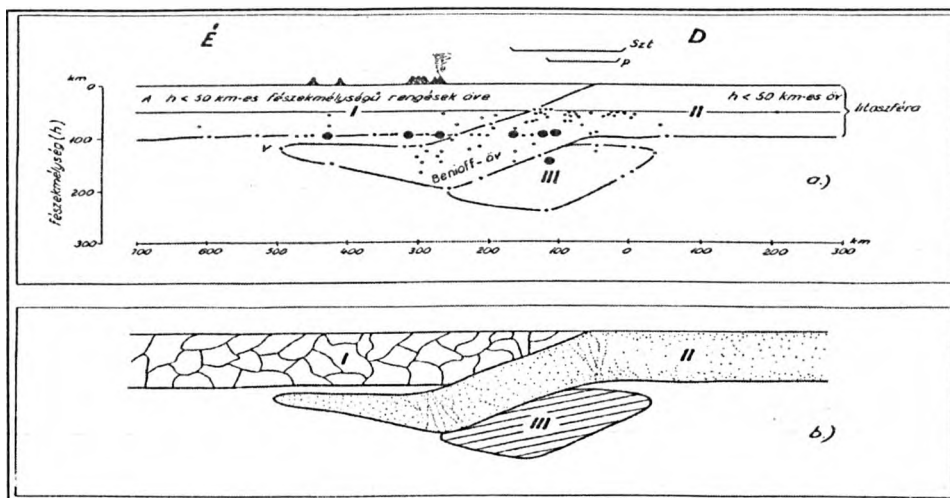 É
D
Szt
P
km
0
100
200
300
Fészekmélység (h)
A h < 50 km-es fészekmélységű rengések öve
h < 50 km-es öv
litoszféra
I
II
V
Benioff-öv
III
a.)
700 600 500 400 300 200 100 0 100 200 300
km
I
II
III
b.)